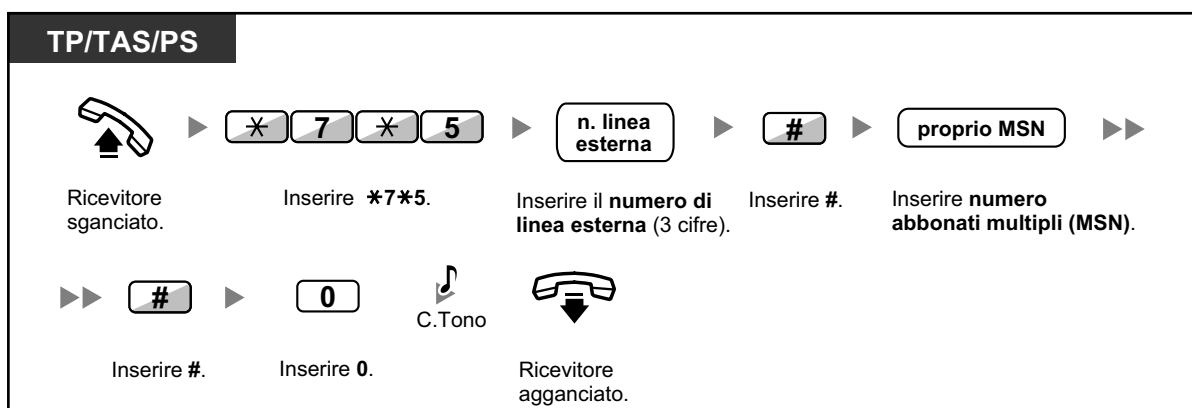 TP/TAS/PS
✳ 7 ✳ 5
n. linea
esterna
#
proprio MSN
Ricevitore
sganciato.
Inserire ✳7✳5.
Inserire il numero di
linea esterna (3 cifre).
Inserire #.
Inserire numero
abbonati multipli (MSN).
#
0
C.Tono
Inserire #.
Inserire 0.
Ricevitore
agganciato.